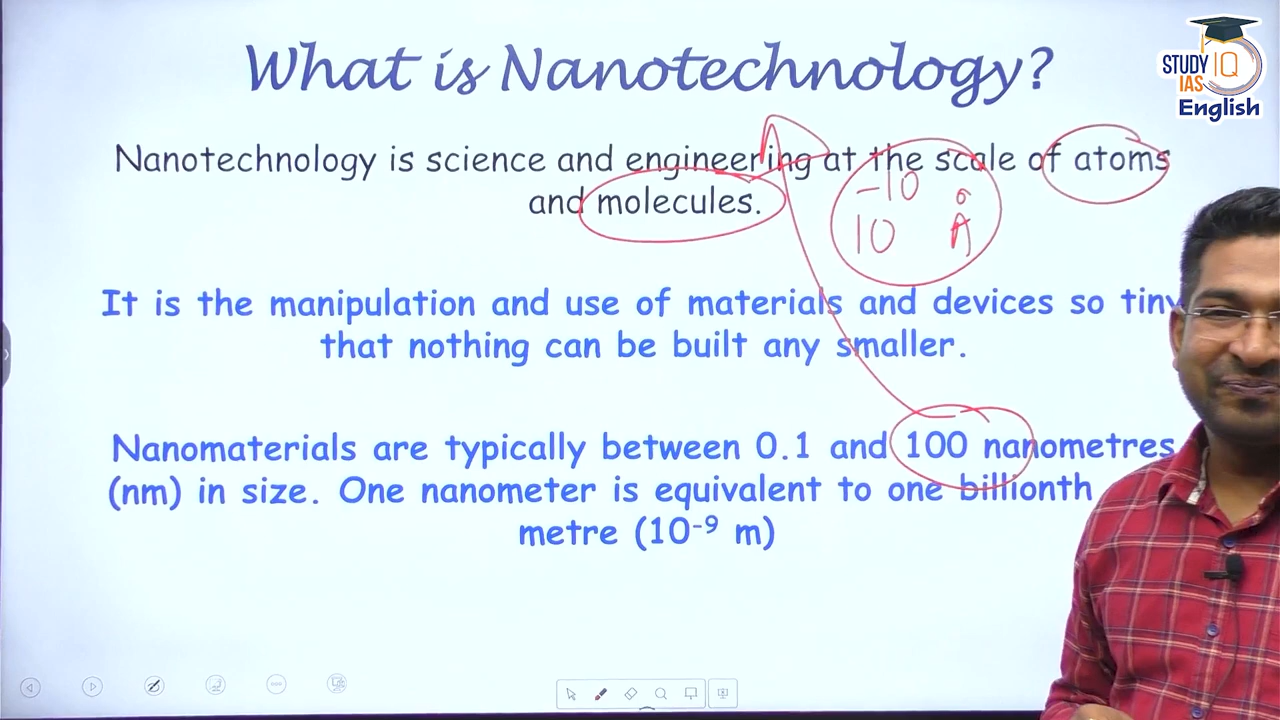 What is Nanotechnology?
STUDY IQ
IAS
English
Nanotechnology is science and engineering at the scale of atoms
and molecules.
-10 o
10 A
It is the manipulation and use of materials and devices so tiny
that nothing can be built any smaller.
Nanomaterials are typically between 0.1 and 100 nanometres
(nm) in size. One nanometer is equivalent to one billionth
metre (10⁻⁹ m)